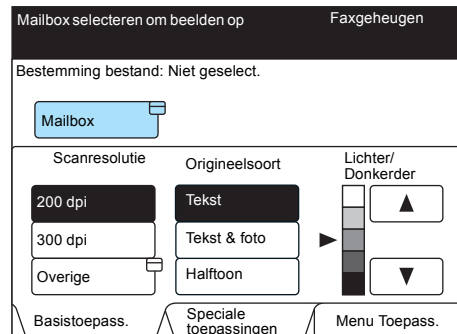 Mailbox selecteren om beelden op
Faxgeheugen
Bestemming bestand: Niet geselect.
Mailbox
Scanresolutie
Origineelsoort
Lichter/
Donkerder
200 dpi
Tekst
300 dpi
Tekst & foto
Overige
Halftoon
Basistoepass.
Speciale
toepassingen
Menu Toepass.